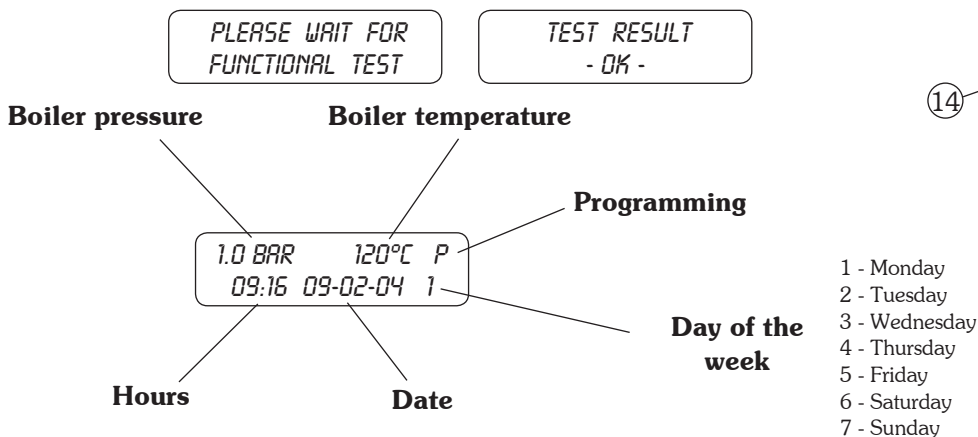 PLEASE WAIT FOR
FUNCTIONAL TEST
TEST RESULT
- OK -
14
Boiler pressure
Boiler temperature
Programming
1.0 BAR 120°C P
09:16 09-02-04 1
Day of the
week
Hours
Date
1 - Monday
2 - Tuesday
3 - Wednesday
4 - Thursday
5 - Friday
6 - Saturday
7 - Sunday